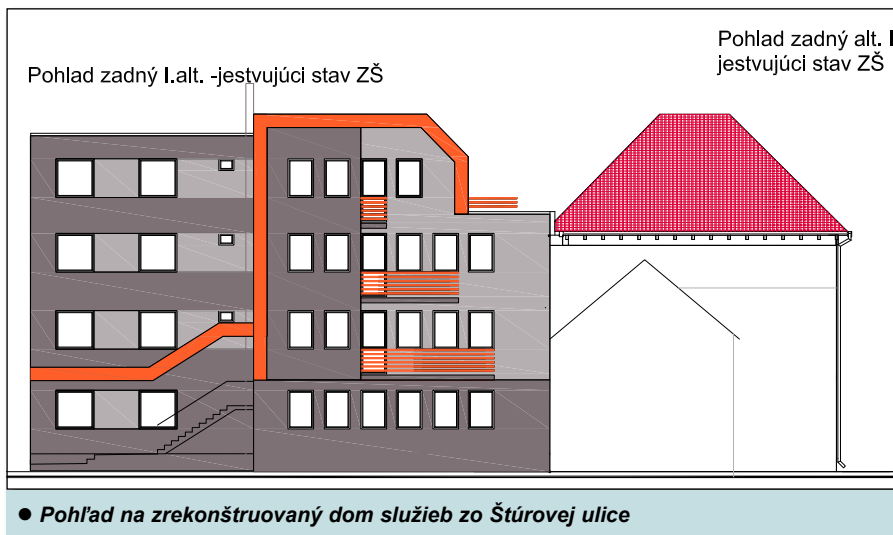 Pohlad zadný alt. I
jestvujúci stav ZŠ
Pohlad zadný I.alt. -jestvujúci stav ZŠ
● Pohľad na zrekonštruovaný dom služieb zo Štúrovej ulice